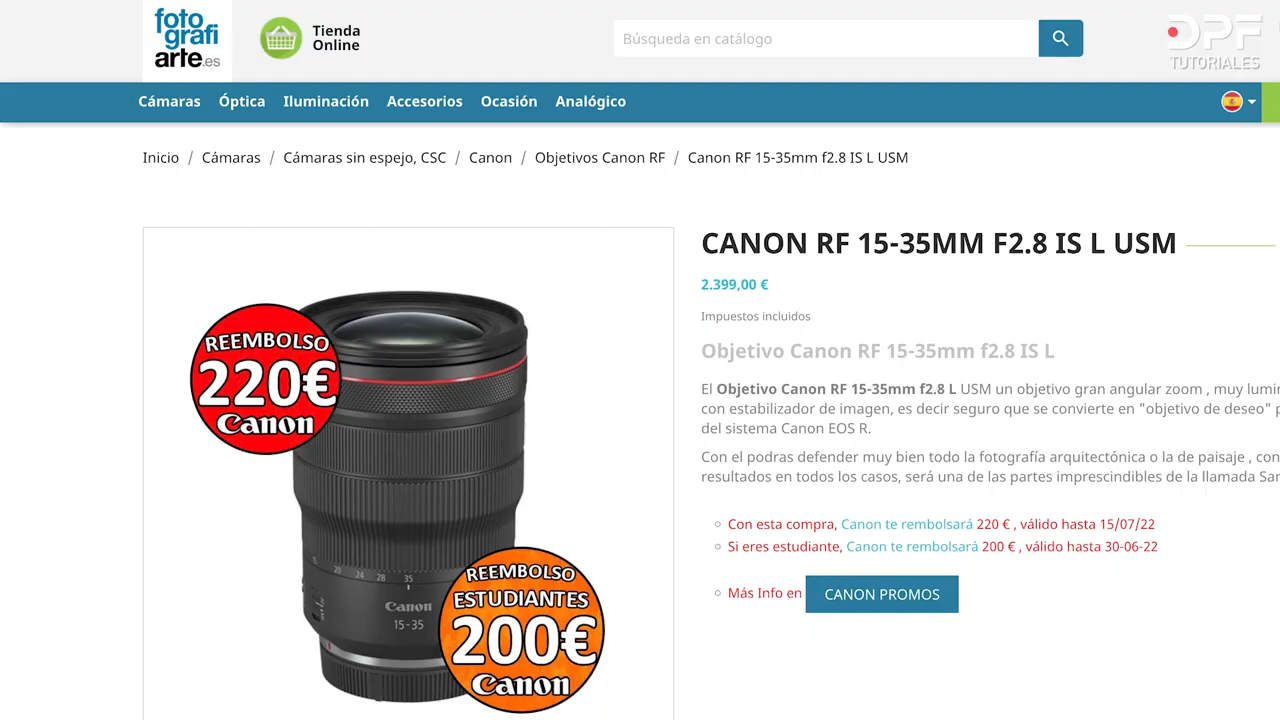 foto
grafi
arte.es
Tienda
Online
Búsqueda en catálogo
DPF
TUTORIALES
Cámaras Óptica Iluminación Accesorios Ocasión Analógico
Inicio / Cámaras / Cámaras sin espejo, CSC / Canon / Objetivos Canon RF / Canon RF 15-35mm f2.8 IS L USM
CANON RF 15-35MM F2.8 IS L USM
2.399,00 €
Impuestos incluidos
Objetivo Canon RF 15-35mm f2.8 IS L
El Objetivo Canon RF 15-35mm f2.8 L USM un objetivo gran angular zoom , muy lumi
con estabilizador de imagen, es decir seguro que se convierte en "objetivo de deseo" p
del sistema Canon EOS R.
Con el podras defender muy bien todo la fotografía arquitectónica o la de paisaje , con
resultados en todos los casos, será una de las partes imprescindibles de la llamada San
Con esta compra, Canon te rembolsará 220 € , válido hasta 15/07/22
Si eres estudiante, Canon te rembolsará 200 € , válido hasta 30-06-22
Más Info en CANON PROMOS
REEMBOLSO
220€
Canon
20 24 28 35
Canon
15-35
REEMBOLSO
ESTUDIANTES
200€
Canon